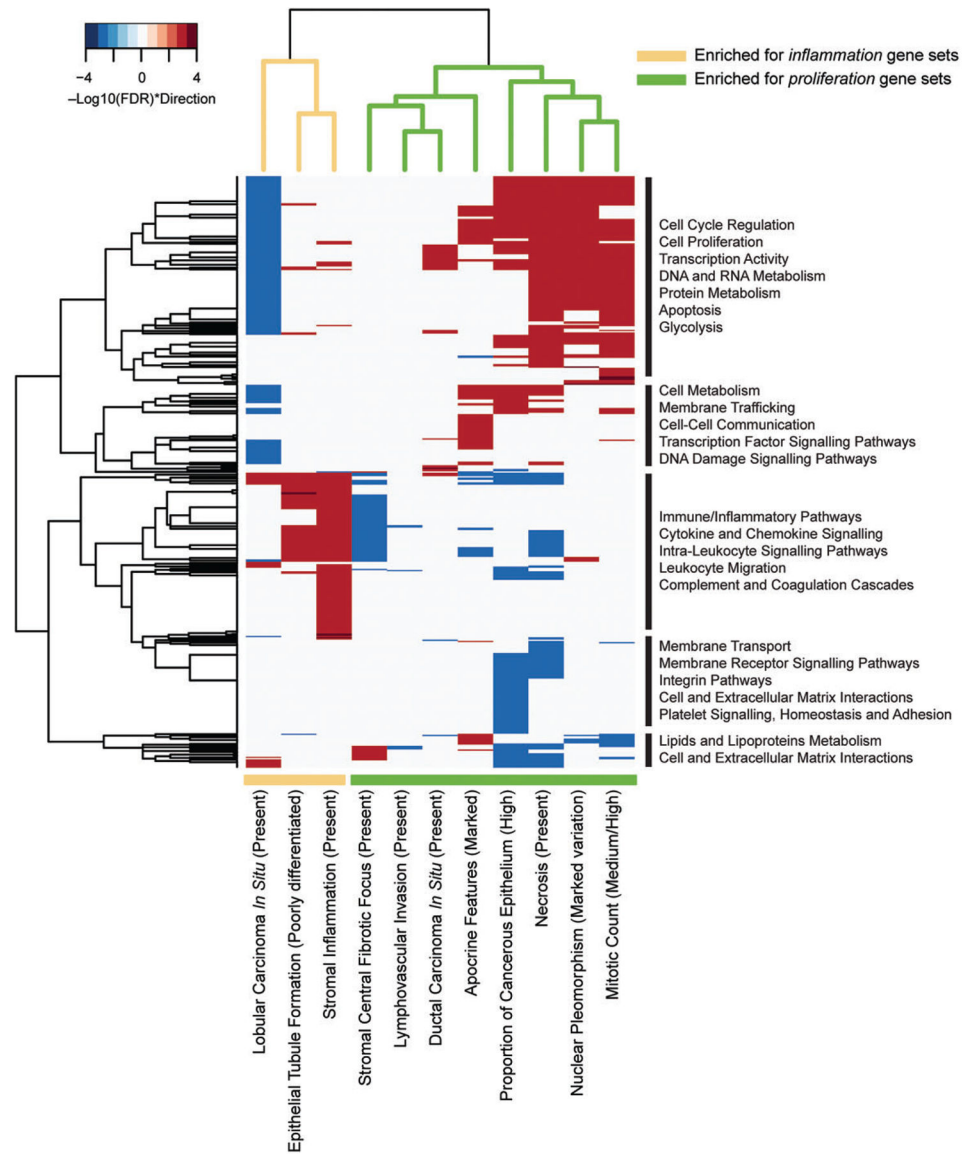 −4 −2 0 2 4
−Log10(FDR)*Direction
Enriched for inflammation gene sets
Enriched for proliferation gene sets
Cell Cycle Regulation
Cell Proliferation
Transcription Activity
DNA and RNA Metabolism
Protein Metabolism
Apoptosis
Glycolysis
Cell Metabolism
Membrane Trafficking
Cell-Cell Communication
Transcription Factor Signalling Pathways
DNA Damage Signalling Pathways
Immune/Inflammatory Pathways
Cytokine and Chemokine Signalling
Intra-Leukocyte Signalling Pathways
Leukocyte Migration
Complement and Coagulation Cascades
Membrane Transport
Membrane Receptor Signalling Pathways
Integrin Pathways
Cell and Extracellular Matrix Interactions
Platelet Signalling, Homeostasis and Adhesion
Lipids and Lipoproteins Metabolism
Cell and Extracellular Matrix Interactions
Lobular Carcinoma In Situ (Present)
Epithelial Tubule Formation (Poorly differentiated)
Stromal Inflammation (Present)
Stromal Central Fibrotic Focus (Present)
Lymphovascular Invasion (Present)
Ductal Carcinoma In Situ (Present)
Apocrine Features (Marked)
Proportion of Cancerous Epithelium (High)
Necrosis (Present)
Nuclear Pleomorphism (Marked variation)
Mitotic Count (Medium/High)